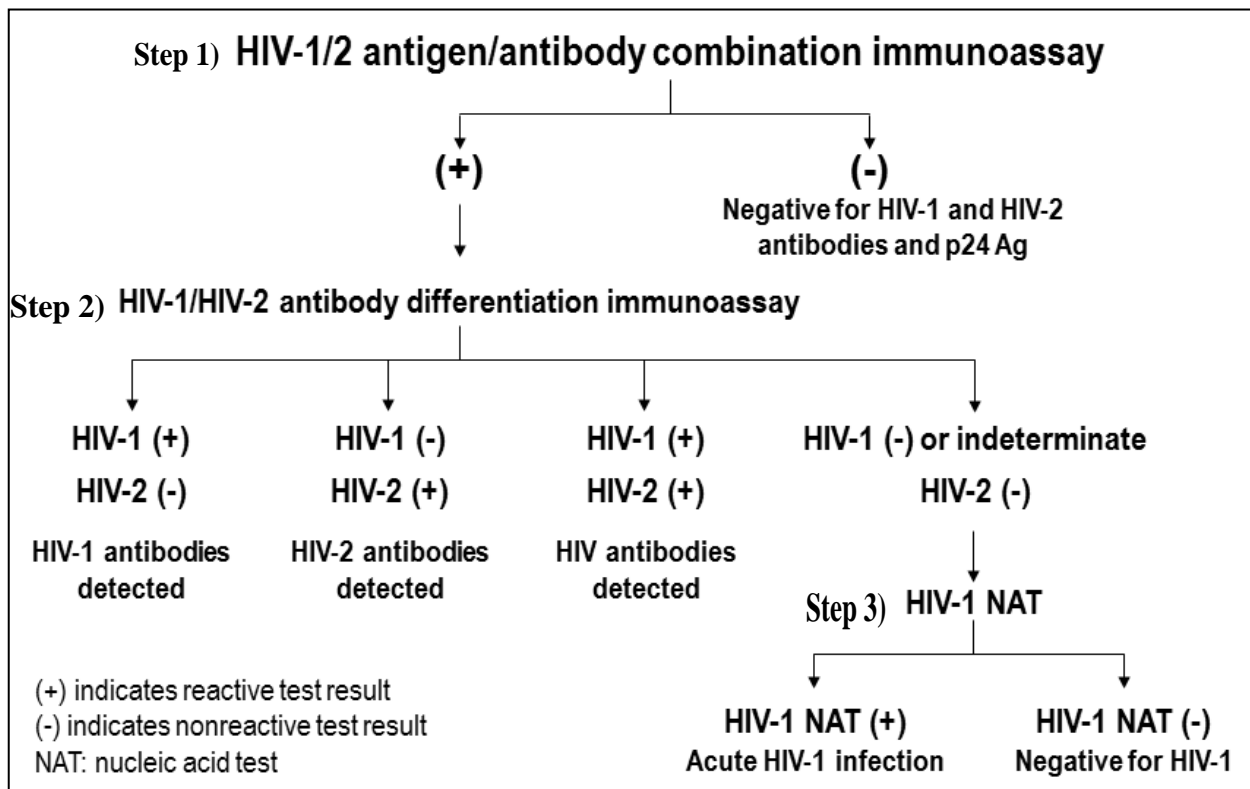 Step 1) HIV-1/2 antigen/antibody combination immunoassay
(+)
(-)
Negative for HIV-1 and HIV-2
antibodies and p24 Ag
Step 2) HIV-1/HIV-2 antibody differentiation immunoassay
HIV-1 (+)
HIV-2 (-)
HIV-1 antibodies
detected
HIV-1 (-)
HIV-2 (+)
HIV-2 antibodies
detected
HIV-1 (+)
HIV-2 (+)
HIV antibodies
detected
HIV-1 (-) or indeterminate
HIV-2 (-)
Step 3) HIV-1 NAT
HIV-1 NAT (+)
Acute HIV-1 infection
HIV-1 NAT (-)
Negative for HIV-1
(+) indicates reactive test result
(-) indicates nonreactive test result
NAT: nucleic acid test